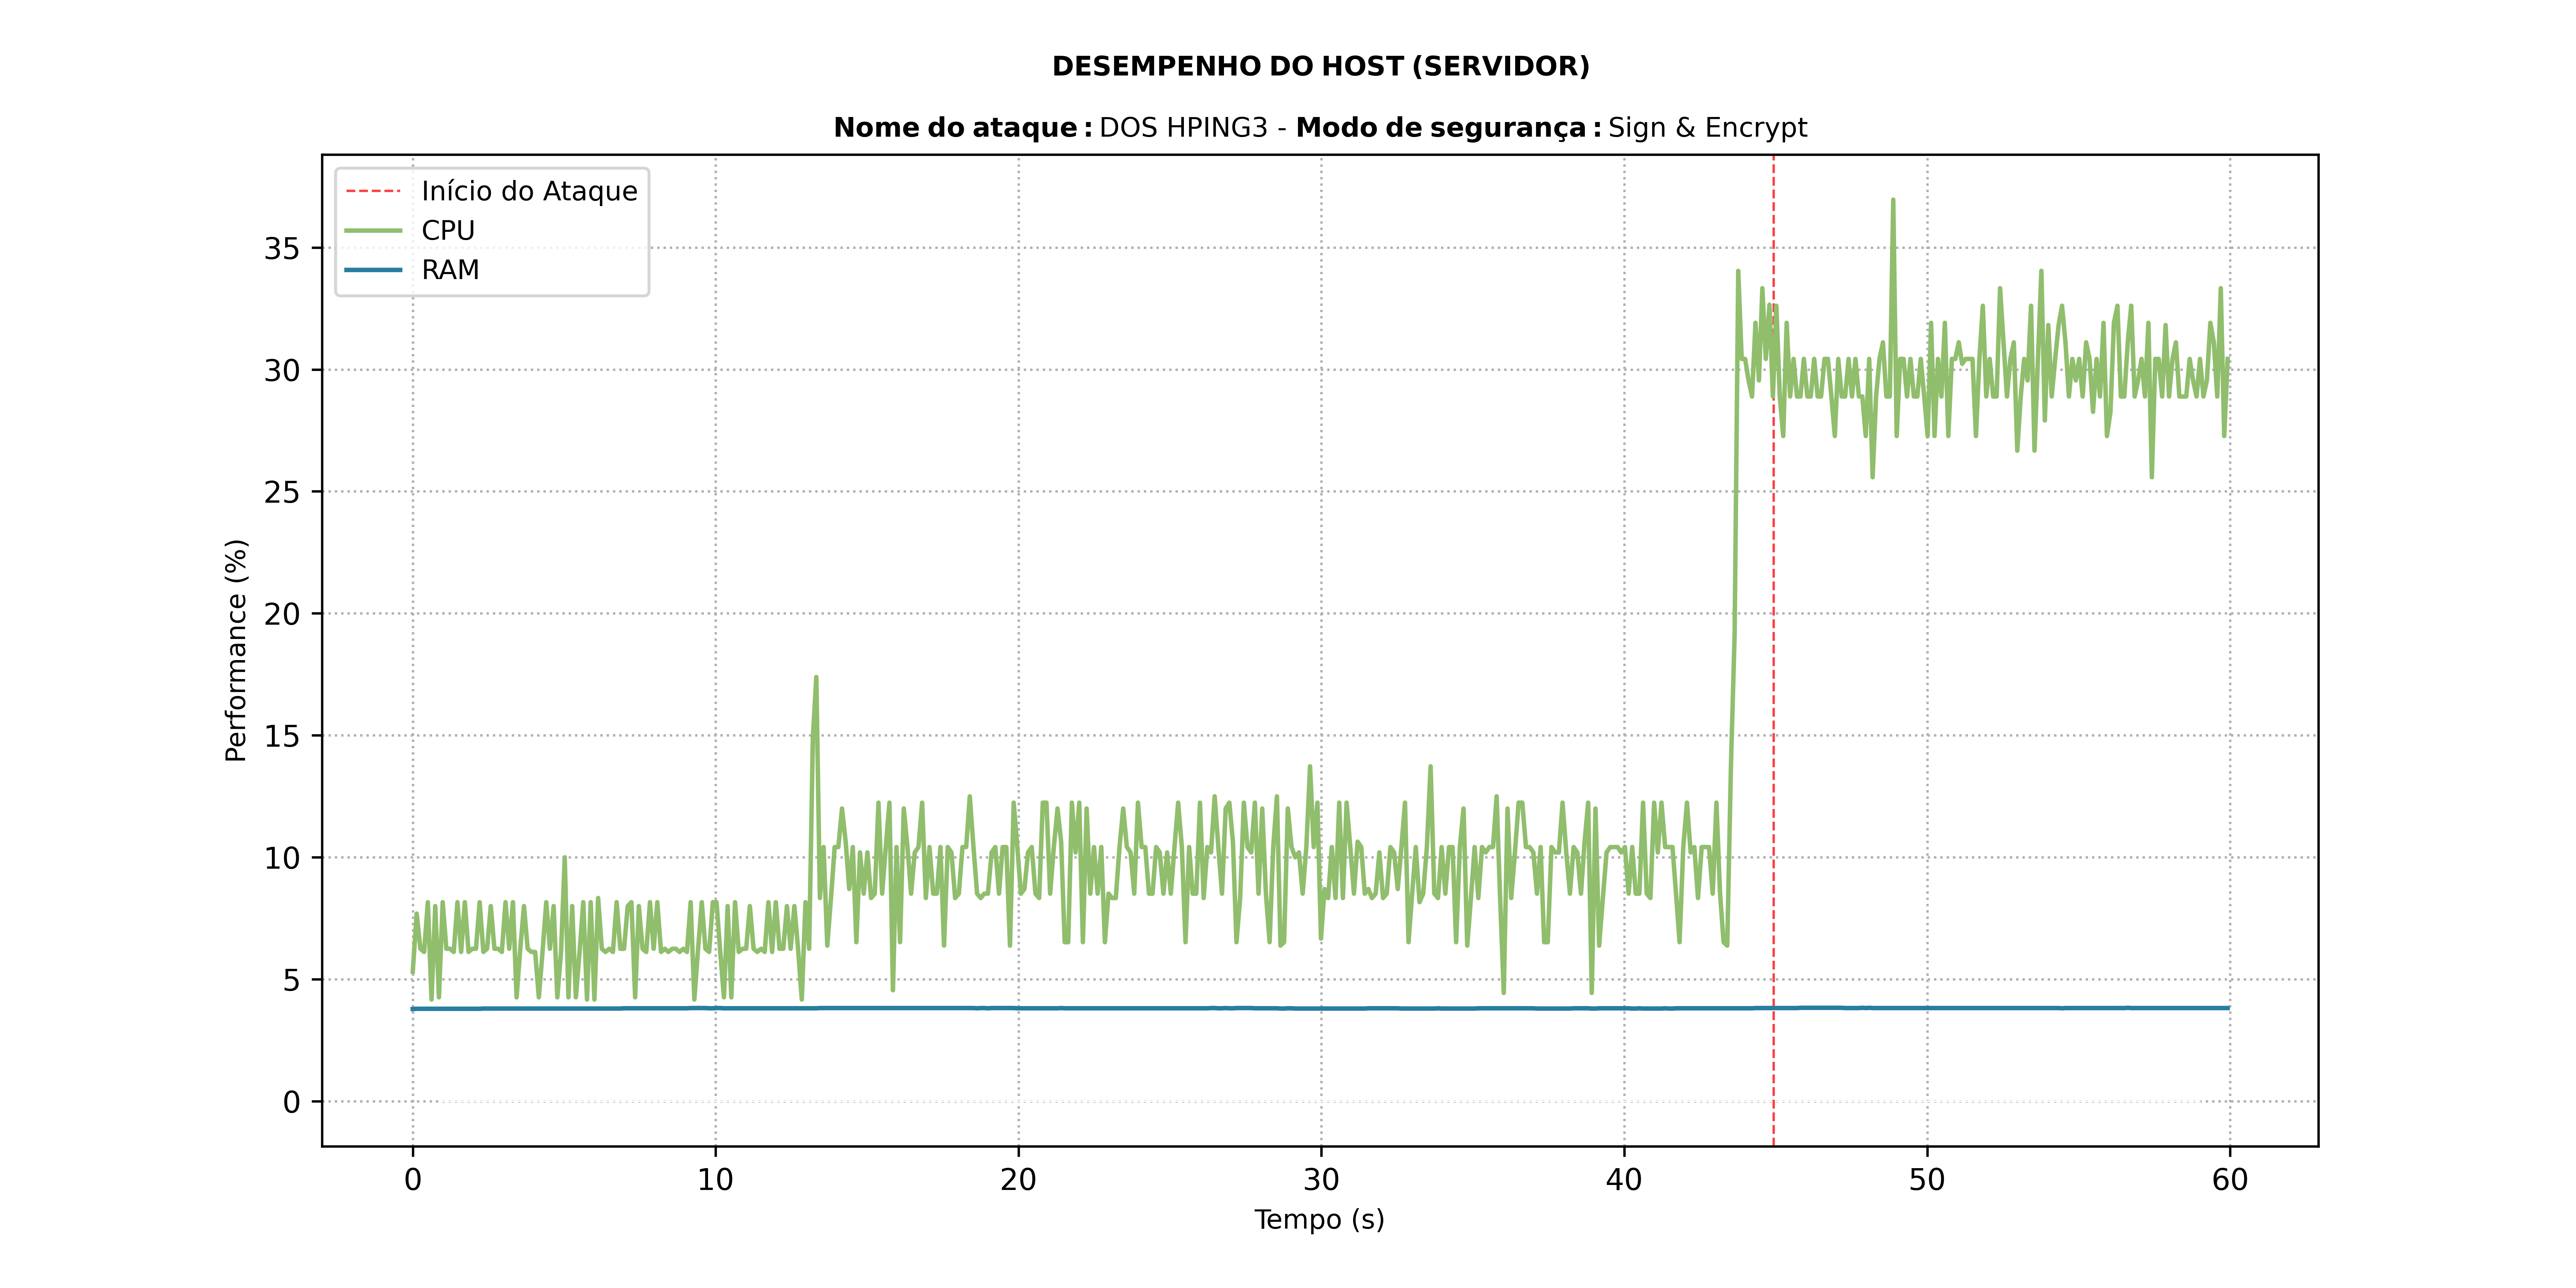 DESEMPENHO DO HOST (SERVIDOR)
Nome do ataque: DOS HPING3 - Modo de segurança: Sign & Encrypt
Início do Ataque
CPU
RAM
35
30
25
20
15
10
5
0
Performance (%)
0 10 20 30 40 50 60
Tempo (s)